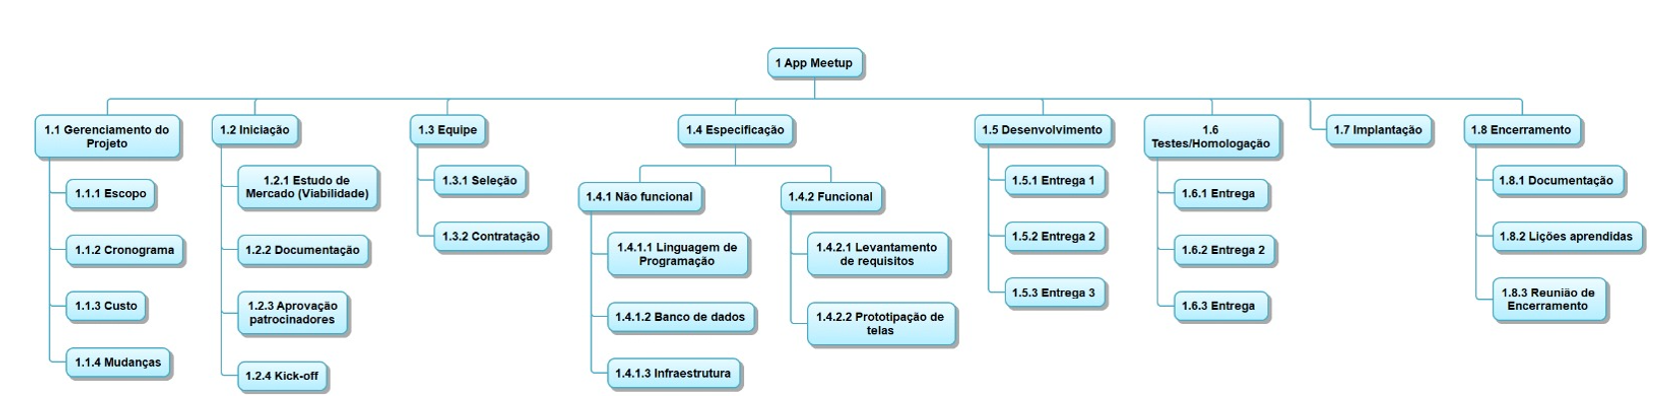 1 App Meetup
1.1 Gerenciamento do
Projeto
1.1.1 Escopo
1.1.2 Cronograma
1.1.3 Custo
1.1.4 Mudanças
1.2 Iniciação
1.2.1 Estudo de
Mercado (Viabilidade)
1.2.2 Documentação
1.2.3 Aprovação
patrocinadores
1.2.4 Kick-off
1.3 Equipe
1.3.1 Seleção
1.3.2 Contratação
1.4 Especificação
1.4.1 Não funcional
1.4.1.1 Linguagem de
Programação
1.4.1.2 Banco de dados
1.4.1.3 Infraestrutura
1.4.2 Funcional
1.4.2.1 Levantamento
de requisitos
1.4.2.2 Prototipação de
telas
1.5 Desenvolvimento
1.5.1 Entrega 1
1.5.2 Entrega 2
1.5.3 Entrega 3
1.6
Testes/Homologação
1.6.1 Entrega
1.6.2 Entrega 2
1.6.3 Entrega
1.7 Implantação
1.8 Encerramento
1.8.1 Documentação
1.8.2 Lições aprendidas
1.8.3 Reunião de
Encerramento